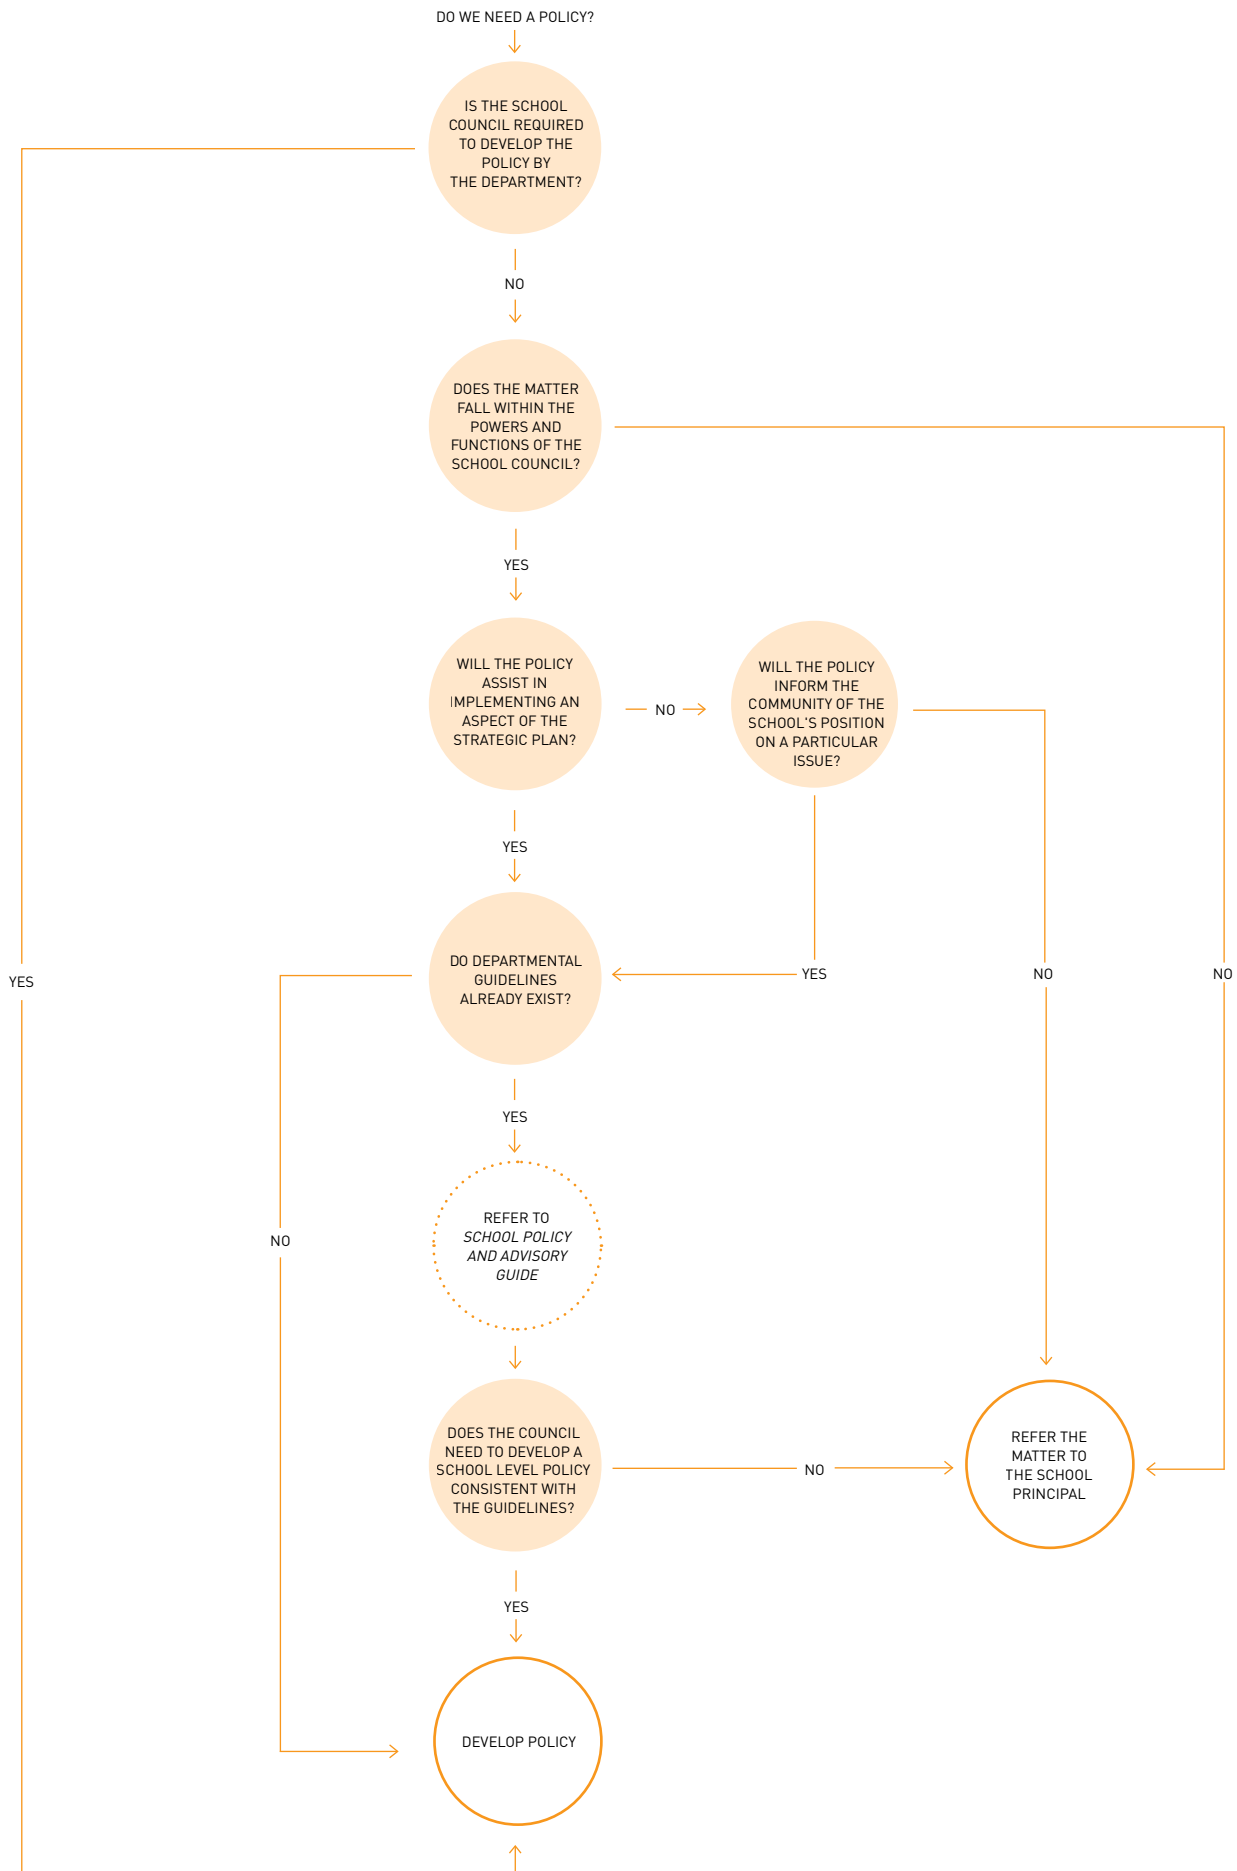 DO WE NEED A POLICY?
IS THE SCHOOL
COUNCIL REQUIRED
TO DEVELOP THE
POLICY BY
THE DEPARTMENT?
NO
DOES THE MATTER
FALL WITHIN THE
POWERS AND
FUNCTIONS OF THE
SCHOOL COUNCIL?
YES
WILL THE POLICY
ASSIST IN
IMPLEMENTING AN
ASPECT OF THE
STRATEGIC PLAN?
NO
WILL THE POLICY
INFORM THE
COMMUNITY OF THE
SCHOOL'S POSITION
ON A PARTICULAR
ISSUE?
YES
DO DEPARTMENTAL
GUIDELINES
ALREADY EXIST?
YES
NO
NO
YES
YES
REFER TO
SCHOOL POLICY
AND ADVISORY
GUIDE
NO
DOES THE COUNCIL
NEED TO DEVELOP A
SCHOOL LEVEL POLICY
CONSISTENT WITH
THE GUIDELINES?
NO
REFER THE
MATTER TO
THE SCHOOL
PRINCIPAL
YES
DEVELOP POLICY